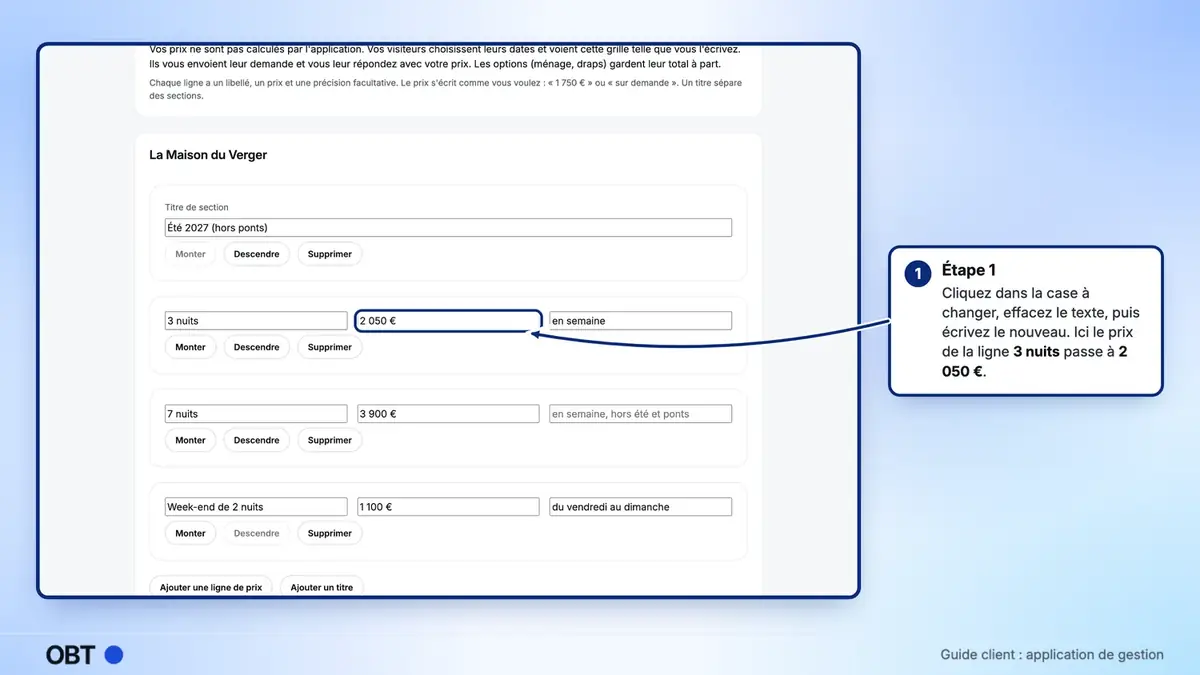 Vos prix ne sont pas calculés par l'application. Vos visiteurs choisissent leurs dates et voient cette grille telle que vous l'écrivez.
Ils vous envoient leur demande et vous leur répondez avec votre prix. Les options (ménage, draps) gardent leur total à part.
Chaque ligne a un libellé, un prix et une précision facultative. Le prix s'écrit comme vous voulez : « 1 750 € » ou « sur demande ». Un titre sépare
des sections.
La Maison du Verger
Titre de section
Été 2027 (hors ponts)
Monter Descendre Supprimer
3 nuits 2 050 € en semaine
Monter Descendre Supprimer
7 nuits 3 900 € en semaine, hors été et ponts
Monter Descendre Supprimer
Week-end de 2 nuits 1 100 € du vendredi au dimanche
Monter Descendre Supprimer
Ajouter une ligne de prix Ajouter un titre
1 Étape 1
Cliquez dans la case à
changer, effacez le texte, puis
écrivez le nouveau. Ici le prix
de la ligne 3 nuits passe à 2
050 €.
OBT
Guide client : application de gestion